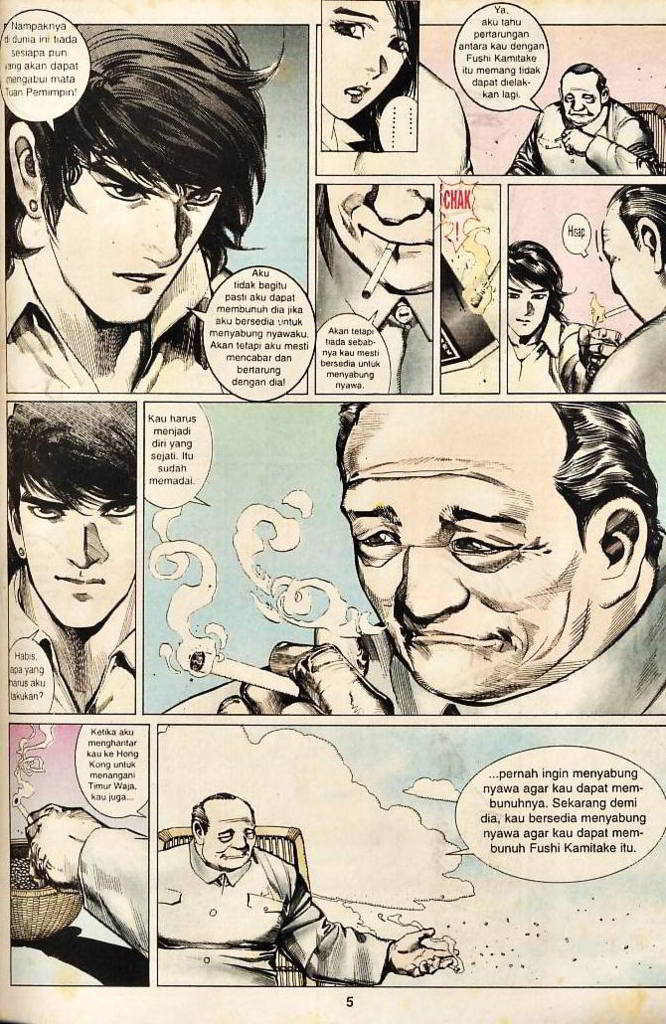 Nampaknya
di dunia ini tiada
sesiapa pun
yang akan dapat
mengabui mata
Tuan Pemimpin!
Ya,
aku tahu
pertarungan
antara kau dengan
Fushi Kamitake
itu memang tidak
dapat dielak-
kan lagi.
Aku
tidak begitu
pasti aku dapat
membunuh dia jika
aku bersedia untuk
menyabung nyawaku.
Akan tetapi aku mesti
mencabar dan
bertarung
dengan dia!
Akan tetapi
tiada sebab-
nya kau mesti
bersedia untuk
menyabung
nyawa.
CHAK
!
Hisap.
Habis,
apa yang
harus aku
lakukan?
Kau harus
menjadi
diri yang
sejati. Itu
sudah
memadai.
Ketika aku
menghantar
kau ke Hong
Kong untuk
menangani
Timur Waja,
kau juga...
...pernah ingin menyabung
nyawa agar kau dapat mem-
bunuhnya. Sekarang demi
dia, kau bersedia menyabung
nyawa agar kau dapat mem-
bunuh Fushi Kamitake itu.
5